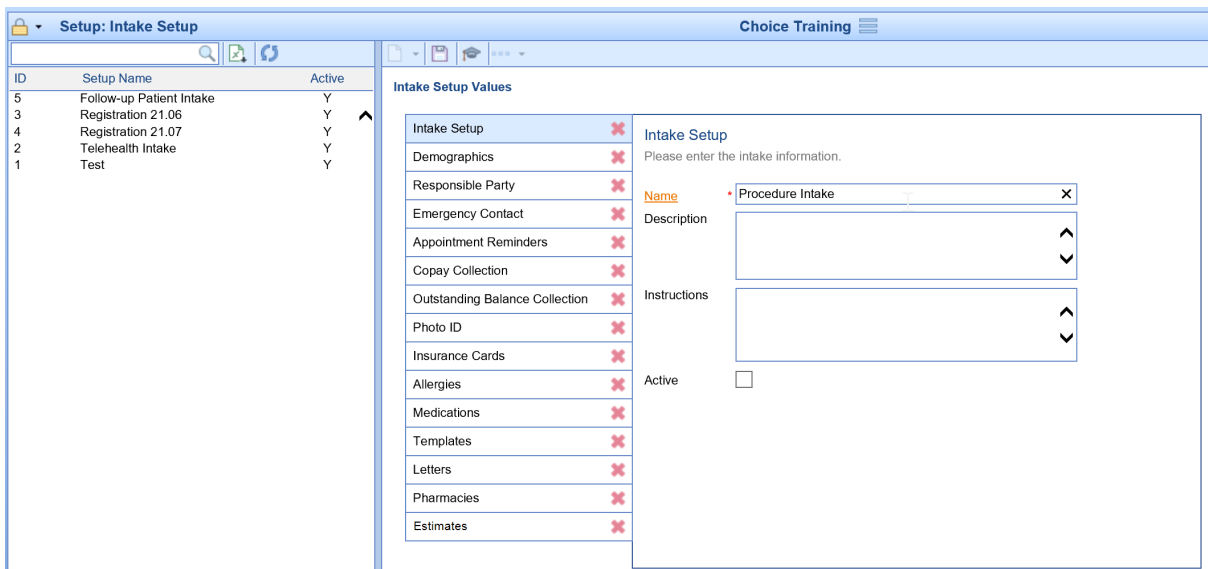 Setup: Intake Setup
Choice Training
ID Setup Name Active
5 Follow-up Patient Intake Y
3 Registration 21.06 Y
4 Registration 21.07 Y
2 Telehealth Intake Y
1 Test Y
Intake Setup Values
Intake Setup
Demographics
Responsible Party
Emergency Contact
Appointment Reminders
Copay Collection
Outstanding Balance Collection
Photo ID
Insurance Cards
Allergies
Medications
Templates
Letters
Pharmacies
Estimates
Intake Setup
Please enter the intake information.
Name * Procedure Intake
Description
Instructions
Active